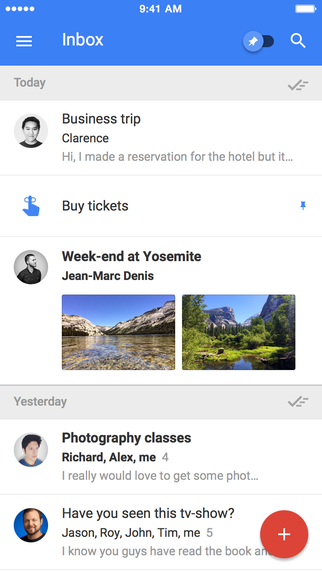 9:41 AM
Inbox
Today
Business trip
Clarence
Hi, I made a reservation for the hotel but it...
Buy tickets
Week-end at Yosemite
Jean-Marc Denis
Yesterday
Photography classes
Richard, Alex, me 4
I really would love to get some phot...
Have you seen this tv-show?
Jason, Roy, John, Tim, me 5
I know you guys have read the book an